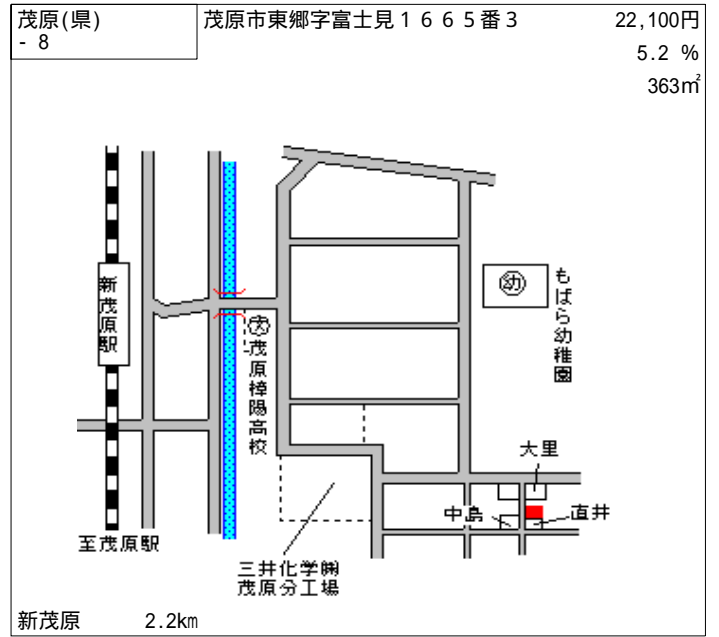 茂原(県)
- 8
茂原市東郷字富士見１６６５番３
22,100円
5.2 %
363㎡
新茂原駅
幼
もばら幼稚園
文
茂原樟陽高校
大里
中島
直井
至茂原駅
三井化学㈱
茂原分工場
新茂原 2.2km